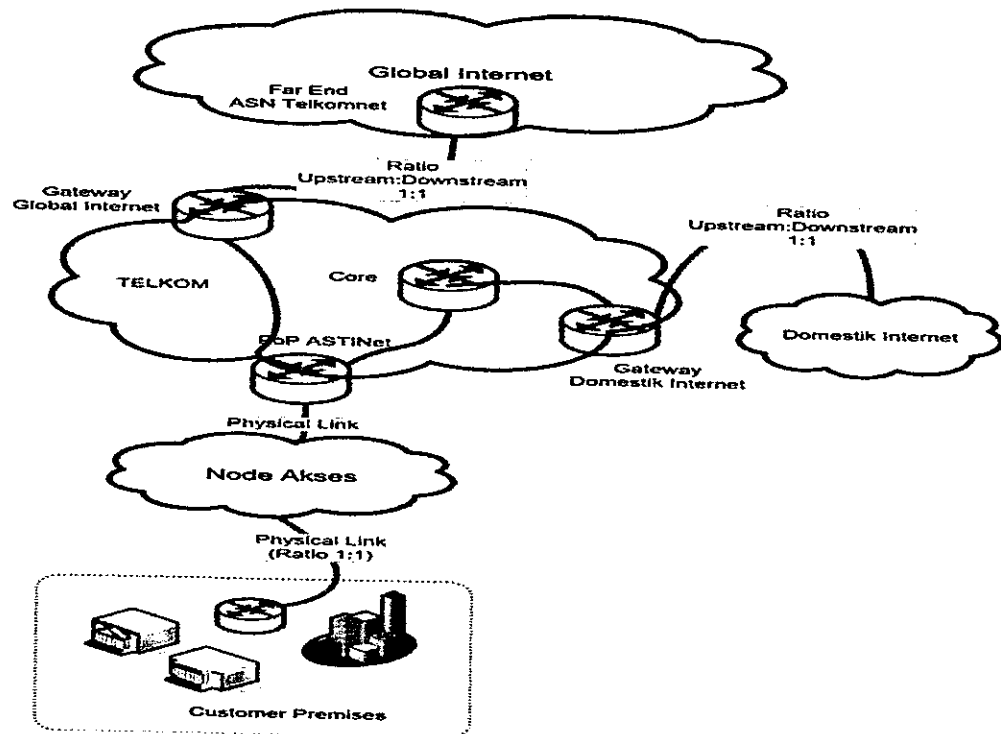 Global Internet
Far End
ASN Telkomnet
Ratio
Upstream:Downstream
1:1
Gateway
Global Internet
Ratio
Upstream:Downstream
1:1
TELKOM
Core
PoP ASTINet
Domestik Internet
Gateway
Domestik Internet
Physical Link
Node Akses
Physical Link
(Ratio 1:1)
Customer Premises